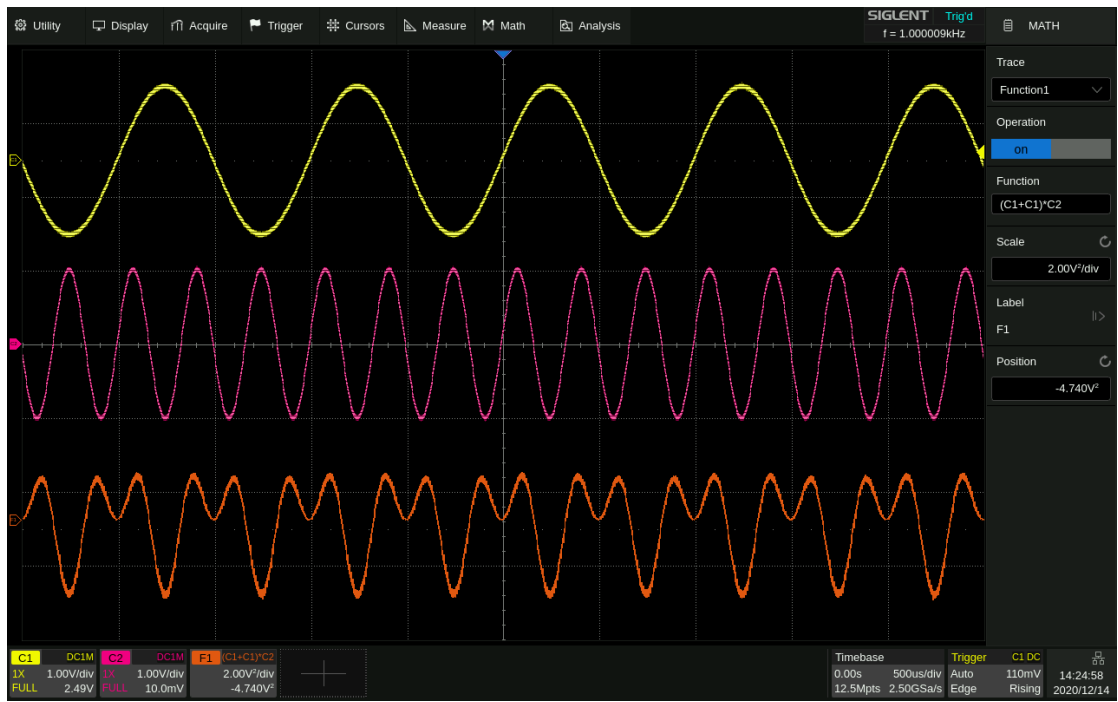 Utility Display Acquire Trigger Cursors Measure Math Analysis
SIGLENT Trig'd
f = 1.000009kHz
MATH
Trace
Function1
Operation
on
Function
(C1+C1)*C2
Scale
2.00V²/div
Label
F1
Position
-4.740V²
C1 DC1M
1X 1.00V/div
FULL 2.49V
C2 DC1M
1X 1.00V/div
FULL 10.0mV
F1 (C1+C1)*C2
2.00V²/div
-4.740V²
Timebase
0.00s 500us/div
12.5Mpts 2.50GSa/s
Trigger C1 DC
Auto 110mV
Edge Rising
14:24:58
2020/12/14